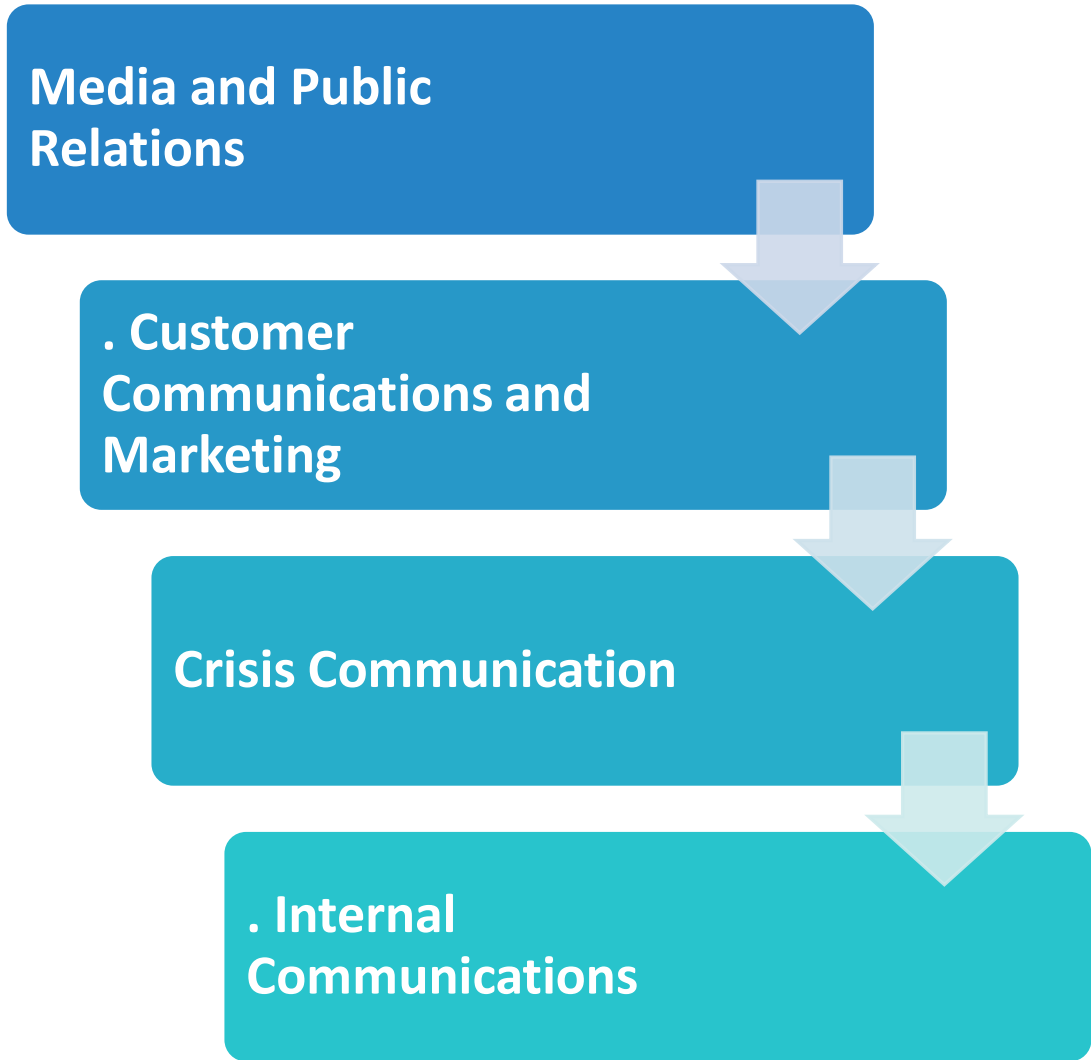 Media and Public
Relations
. Customer
Communications and
Marketing
Crisis Communication
. Internal
Communications